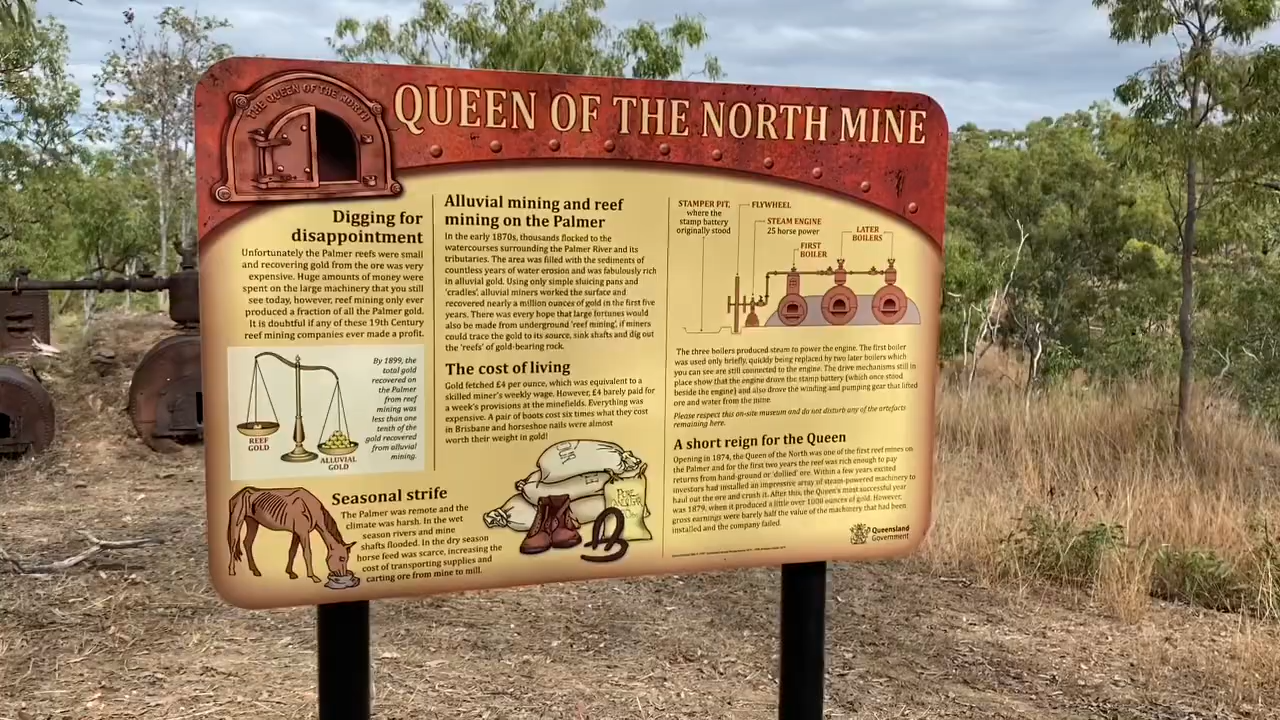 THE QUEEN OF THE NORTH
QUEEN OF THE NORTH MINE
Digging for
disappointment
Unfortunately the Palmer reefs were small
and recovering gold from the ore was very
expensive. Huge amounts of money were
spent on the large machinery that you still
see today, however, reef mining only ever
produced a fraction of all the Palmer gold.
It is doubtful if any of these 19th Century
reef mining companies ever made a profit.
By 1899, the
total gold
recovered on
the Palmer
from reef
mining was
less than one
tenth of the
gold recovered
from alluvial
mining.
REEF
GOLD
ALLUVIAL
GOLD
Seasonal strife
The Palmer was remote and the
climate was harsh. In the wet
season rivers and mine
shafts flooded. In the dry season
horse feed was scarce, increasing the
cost of transporting supplies and
carting ore from mine to mill.
Alluvial mining and reef
mining on the Palmer
In the early 1870s, thousands flocked to the
watercourses surrounding the Palmer River and its
tributaries. The area was filled with the sediments of
countless years of water erosion and was fabulously rich
in alluvial gold. Using only simple sluicing pans and
'cradles', alluvial miners worked the surface and
recovered nearly a million ounces of gold in the first five
years. There was every hope that large fortunes would
also be made from underground 'reef mining', if miners
could trace the gold to its source, sink shafts and dig out
the 'reefs' of gold-bearing rock.
The cost of living
Gold fetched £4 per ounce, which was equivalent to a
skilled miner's weekly wage. However, £4 barely paid for
a week's provisions at the minefields. Everything was
expensive. A pair of boots cost six times what they cost
in Brisbane and horseshoe nails were almost
worth their weight in gold!
STAMPER PIT,
where the
stamp battery
originally stood
FLYWHEEL
STEAM ENGINE
25 horse power
FIRST
BOILER
LATER
BOILERS
The three boilers produced steam to power the engine. The first boiler
was used only briefly, quickly being replaced by two later boilers which
you can see are still connected to the engine. The drive mechanisms still in
place show that the engine drove the stamp battery (which once stood
beside the engine) and also drove the winding and pumping gear that lifted
ore and water from the mine.
Please respect this on-site museum and do not disturb any of the artefacts
remaining here.
A short reign for the Queen
Opening in 1874, the Queen of the North was one of the first reef mines on
the Palmer and for the first two years the reef was rich enough to pay
returns from hand-ground or 'dollied' ore. Within a few years excited
investors had installed an impressive array of steam-powered machinery to
haul out the ore and crush it. After this, the Queen's most successful year
was 1879, when it produced a little over 1000 ounces of gold. However,
gross earnings were barely half the value of the machinery that had been
installed and the company failed.
Queensland
Government